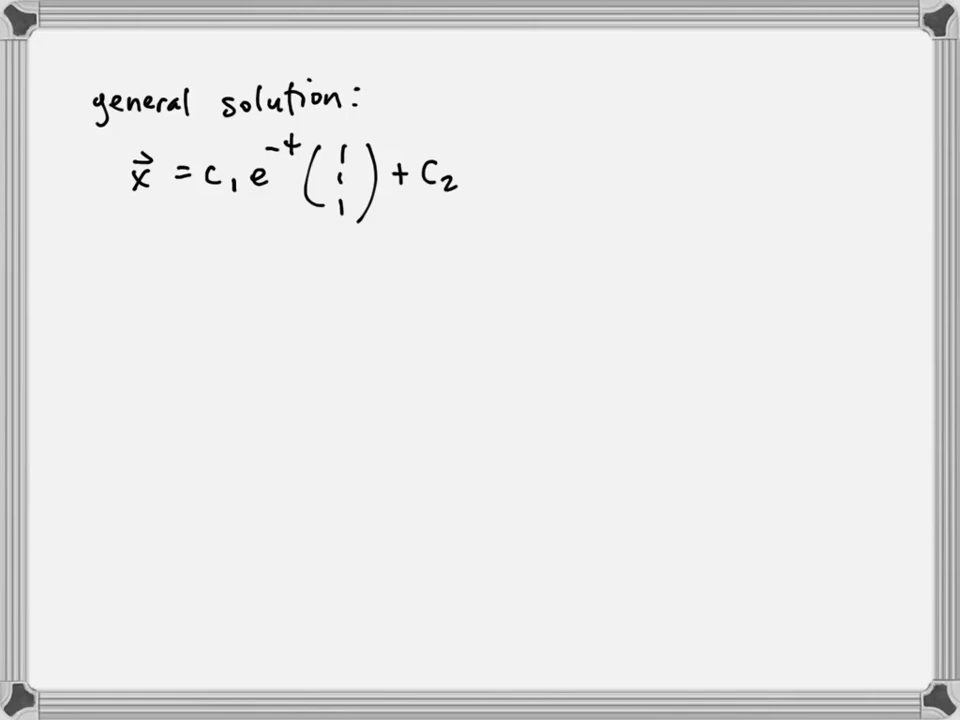 general solution:
x⃗ = c₁ e^{-t} (1 1 1) + c₂